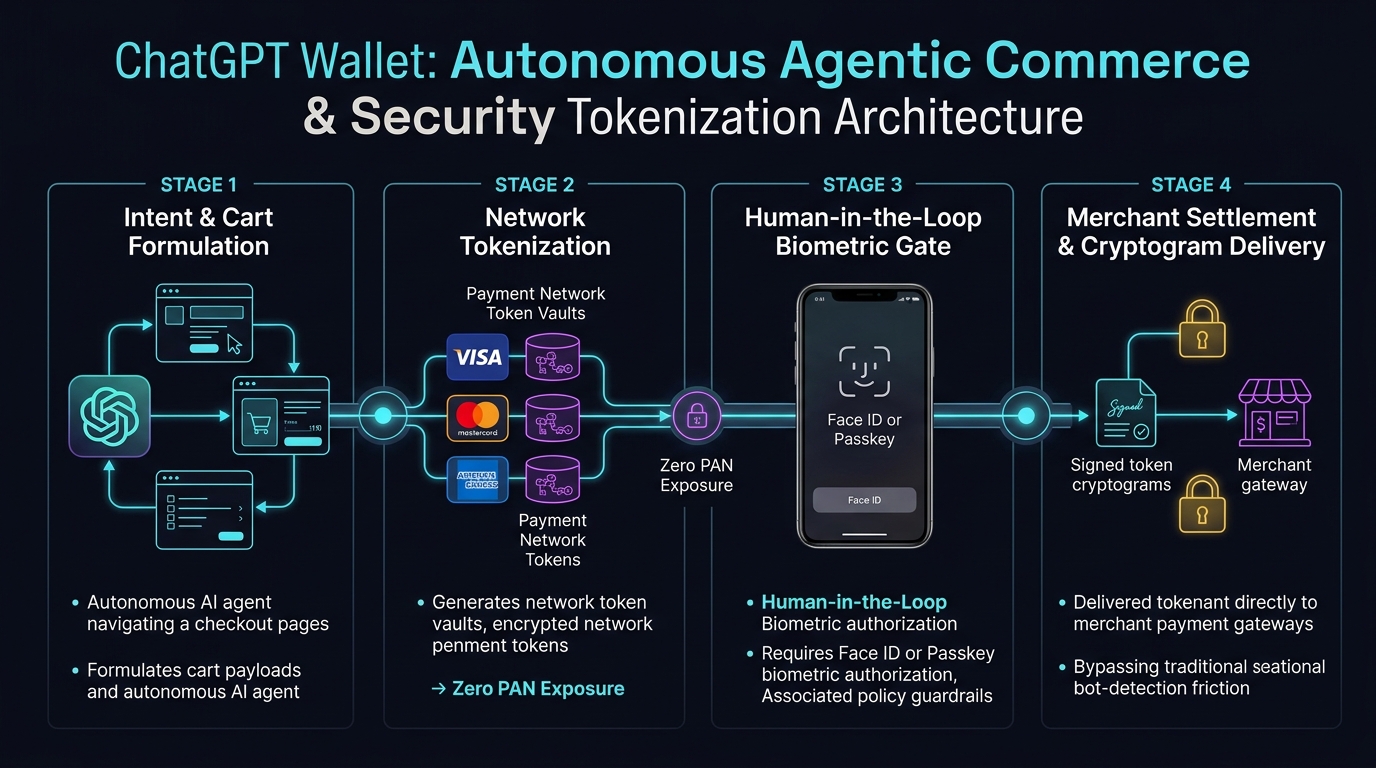 ChatGPT Wallet: Autonomous Agentic Commerce
& Security Tokenization Architecture
STAGE 1
Intent & Cart
Formulation
Autonomous AI agent
navigating a checkout pages
Formulates cart payloads
and autonomous AI agent
STAGE 2
Network
Tokenization
Payment Network
Token Vaults
VISA
mastercord
Payment
Network
Tokens
Zero PAN
Exposure
Generates network token
vaults, encrypted network
penment tokens
→ Zero PAN Exposure
STAGE 3
Human-in-the-Loop
Biometric Gate
Face ID or
Passkey
Face ID
Human-in-the-Loop
Biometric authorization
Requires Face ID or Passkey
biometric authorization,
Associated policy guardrails
STAGE 4
Merchant Settlement
& Cryptogram Delivery
Signed
$
Signed token
cryptograms
Merchant
gateway
Delivered tokenant directly to
merchant payment gateways
Bypassing traditional seational
bot-detection friction